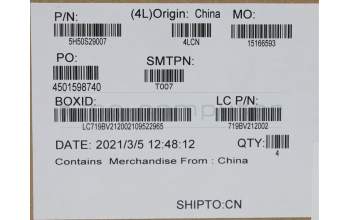 P/N: (4L)Origin: China MO:
5H50S29007 4LCN 15166593
PO: SMTPN:
4501598740 T007
BOXID: LC P/N:
LC719BV212002109522965 719BV212002
DATE: 2021/3/5 12:48:12 QTY:
4
Contains Merchandise From : China
SHIPTO:CN